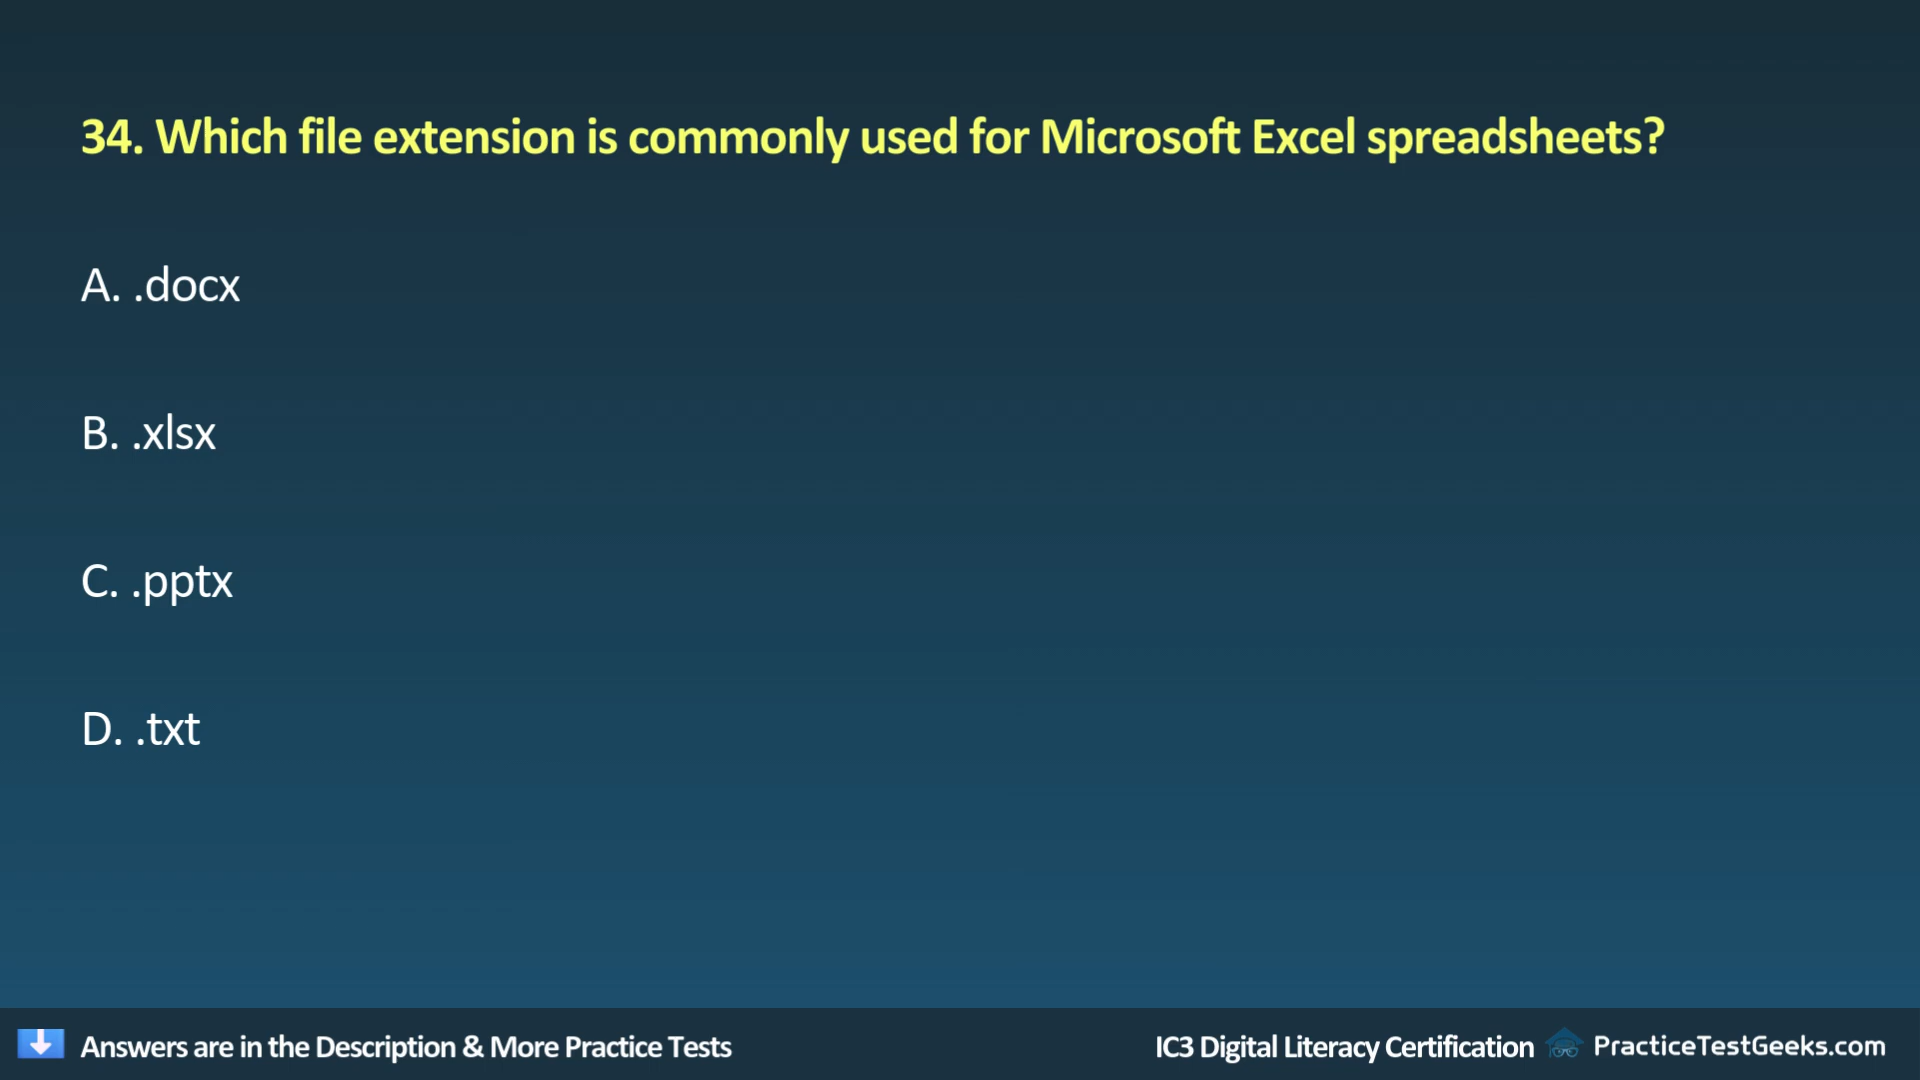 34. Which file extension is commonly used for Microsoft Excel spreadsheets?
A. .docx
B. .xlsx
C. .pptx
D. .txt
Answers are in the Description & More Practice Tests
IC3 Digital Literacy Certification PracticeTestGeeks.com